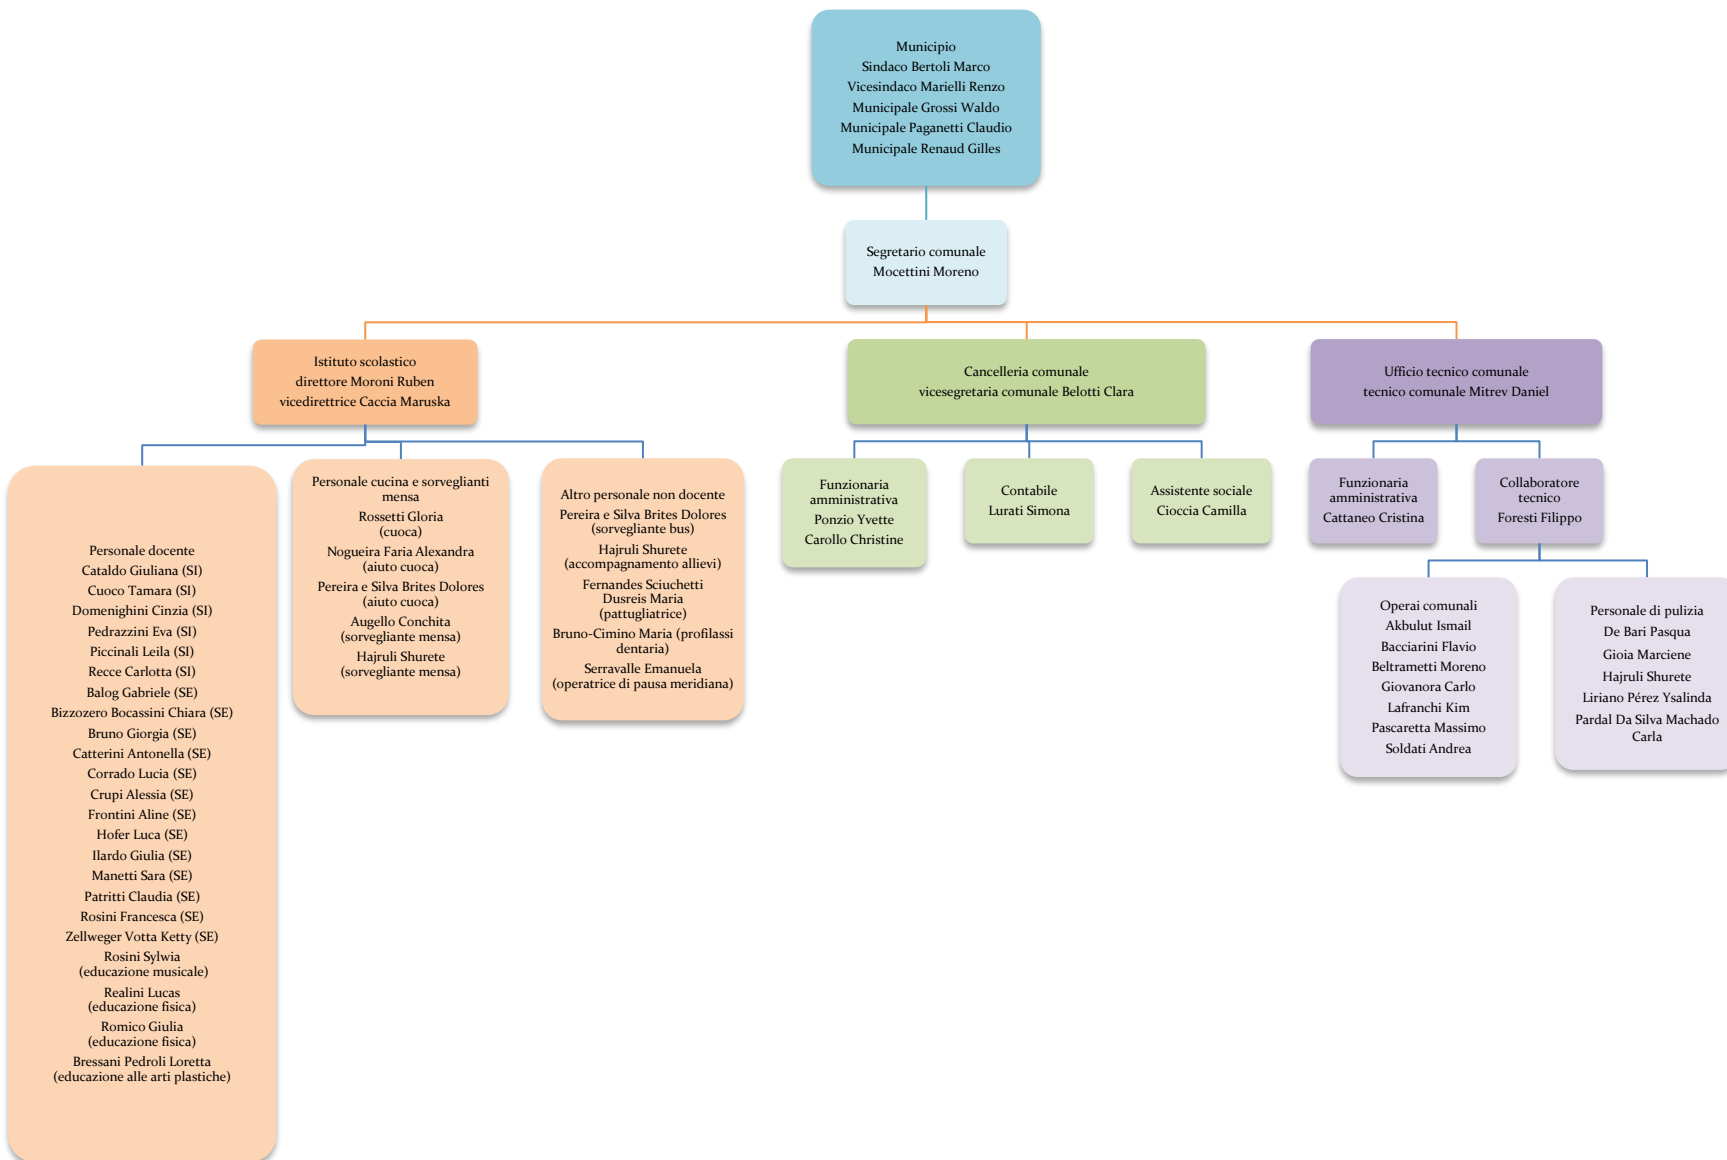 Municipio
Sindaco Bertoli Marco
Vicesindaco Marielli Renzo
Municipale Grossi Waldo
Municipale Paganetti Claudio
Municipale Renaud Gilles
Segretario comunale
Mocettini Moreno
Istituto scolastico
direttore Moroni Ruben
vicedirettrice Caccia Maruska
Cancelleria comunale
vicesegretaria comunale Belotti Clara
Ufficio tecnico comunale
tecnico comunale Mitrev Daniel
Personale docente
Cataldo Giuliana (SI)
Cuoco Tamara (SI)
Domenighini Cinzia (SI)
Pedrazzini Eva (SI)
Piccinali Leila (SI)
Recce Carlotta (SI)
Balog Gabriele (SE)
Bizzozero Bocassini Chiara (SE)
Bruno Giorgia (SE)
Catterini Antonella (SE)
Corrado Lucia (SE)
Crupi Alessia (SE)
Frontini Aline (SE)
Hofer Luca (SE)
Ilardo Giulia (SE)
Manetti Sara (SE)
Patritti Claudia (SE)
Rosini Francesca (SE)
Zellweger Votta Ketty (SE)
Rosini Sylwia
(educazione musicale)
Realini Lucas
(educazione fisica)
Romico Giulia
(educazione fisica)
Bressani Pedroli Loretta
(educazione alle arti plastiche)
Personale cucina e sorveglianti
mensa
Rossetti Gloria
(cuoca)
Nogueira Faria Alexandra
(aiuto cuoca)
Pereira e Silva Brites Dolores
(aiuto cuoca)
Augello Conchita
(sorvegliante mensa)
Hajruli Shurete
(sorvegliante mensa)
Altro personale non docente
Pereira e Silva Brites Dolores
(sorvegliante bus)
Hajruli Shurete
(accompagnamento allievi)
Fernandes Sciuchetti
Dusreis Maria
(pattugliatrice)
Bruno-Cimino Maria (profilassi
dentaria)
Serravalle Emanuela
(operatrice di pausa meridiana)
Funzionaria
amministrativa
Ponzio Yvette
Carollo Christine
Contabile
Lurati Simona
Assistente sociale
Cioccia Camilla
Funzionaria
amministrativa
Cattaneo Cristina
Collaboratore
tecnico
Foresti Filippo
Operai comunali
Akbulut Ismail
Bacciarini Flavio
Beltrametti Moreno
Giovanora Carlo
Lafranchi Kim
Pascaretta Massimo
Soldati Andrea
Personale di pulizia
De Bari Pasqua
Gioia Marciene
Hajruli Shurete
Liriano Pérez Ysalinda
Pardal Da Silva Machado
Carla